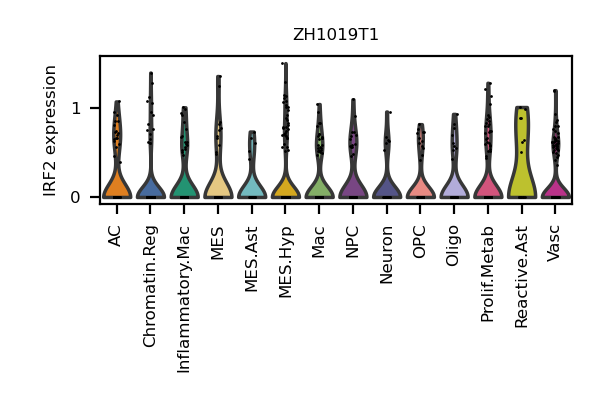 ZH1019T1
IRF2 expression
1
0
AC
Chromatin.Reg
Inflammatory.Mac
MES
MES.Ast
MES.Hyp
Mac
NPC
Neuron
OPC
Oligo
Prolif.Metab
Reactive.Ast
Vasc